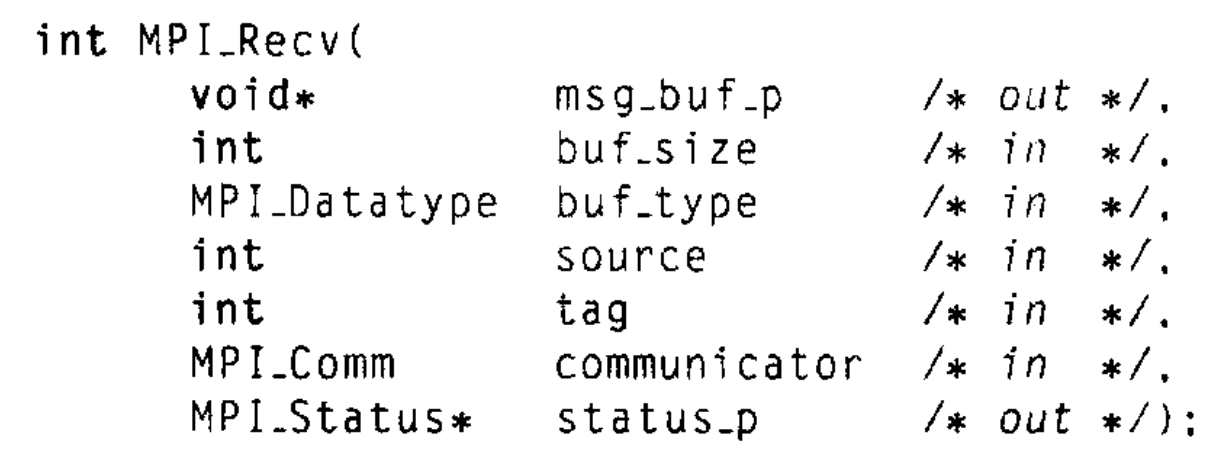 int MPI_Recv(
void* msg_buf_p /* out */,
int buf_size /* in */,
MPI_Datatype buf_type /* in */,
int source /* in */,
int tag /* in */,
MPI_Comm communicator /* in */,
MPI_Status* status_p /* out */);